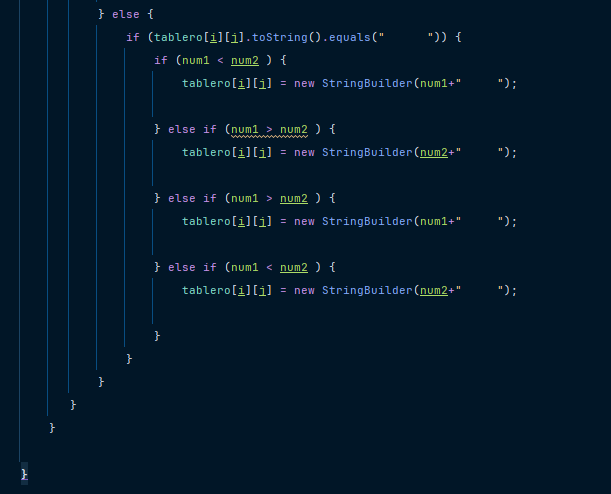 } else {
if (tablero[i][j].toString().equals("      ")) {
if (num1 < num2 ) {
tablero[i][j] = new StringBuilder(num1+"     ");
} else if (num1 > num2 ) {
tablero[i][j] = new StringBuilder(num2+"     ");
} else if (num1 > num2 ) {
tablero[i][j] = new StringBuilder(num1+"     ");
} else if (num1 < num2 ) {
tablero[i][j] = new StringBuilder(num2+"     ");
}
}
}
}
}
}